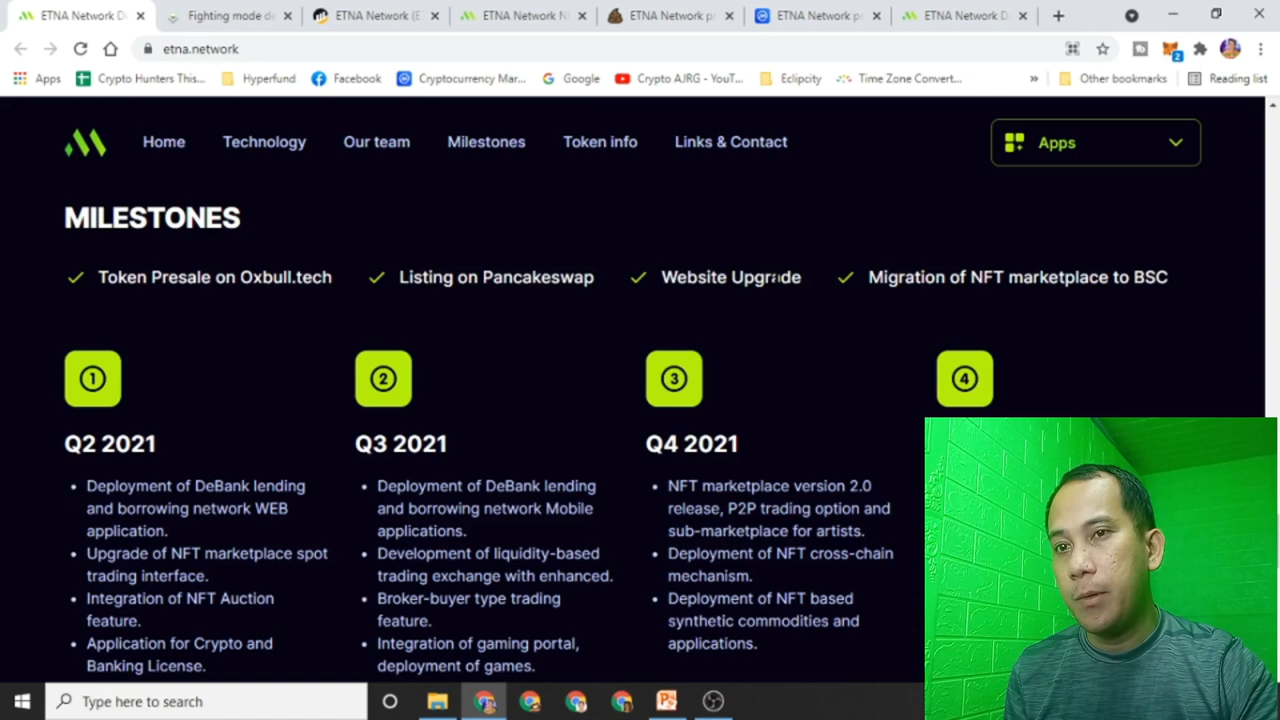 ETNA Network D
Fighting mode de
ETNA Network (E
ETNA Network N
ETNA Network p
ETNA Network p
ETNA Network D
etna.network
2
Apps
Crypto Hunters This...
Hyperfund
Facebook
Cryptocurrency Mar...
Google
Crypto AJRG - YouT...
Eclipcity
Time Zone Convert...
»
Other bookmarks
Reading list
Home
Technology
Our team
Milestones
Token info
Links & Contact
Apps
MILESTONES
Token Presale on Oxbull.tech
Listing on Pancakeswap
Website Upgrade
Migration of NFT marketplace to BSC
1
Q2 2021
• Deployment of DeBank lending
and borrowing network WEB
application.
• Upgrade of NFT marketplace spot
trading interface.
• Integration of NFT Auction
feature.
• Application for Crypto and
Banking License.
2
Q3 2021
• Deployment of DeBank lending
and borrowing network Mobile
applications.
• Development of liquidity-based
trading exchange with enhanced.
• Broker-buyer type trading
feature.
• Integration of gaming portal,
deployment of games.
3
Q4 2021
• NFT marketplace version 2.0
release, P2P trading option and
sub-marketplace for artists.
• Deployment of NFT cross-chain
mechanism.
• Deployment of NFT based
synthetic commodities and
applications.
4
Type here to search